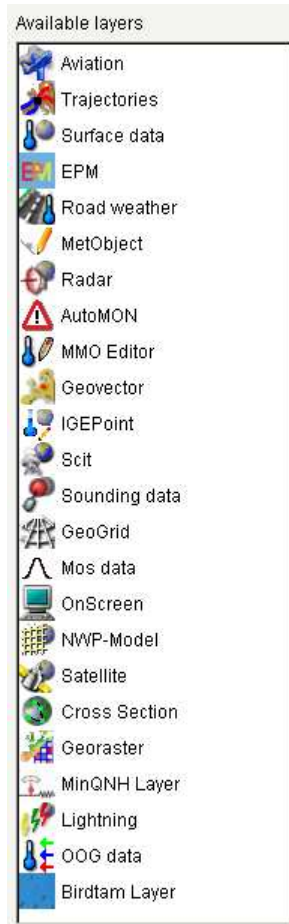 Available layers
Aviation
Trajectories
Surface data
EPM
Road weather
MetObject
Radar
AutoMON
MMO Editor
Geovector
IGEPoint
Scit
Sounding data
GeoGrid
Mos data
OnScreen
NWP-Model
Satellite
Cross Section
Georaster
MinQNH Layer
Lightning
OOG data
Birdtam Layer